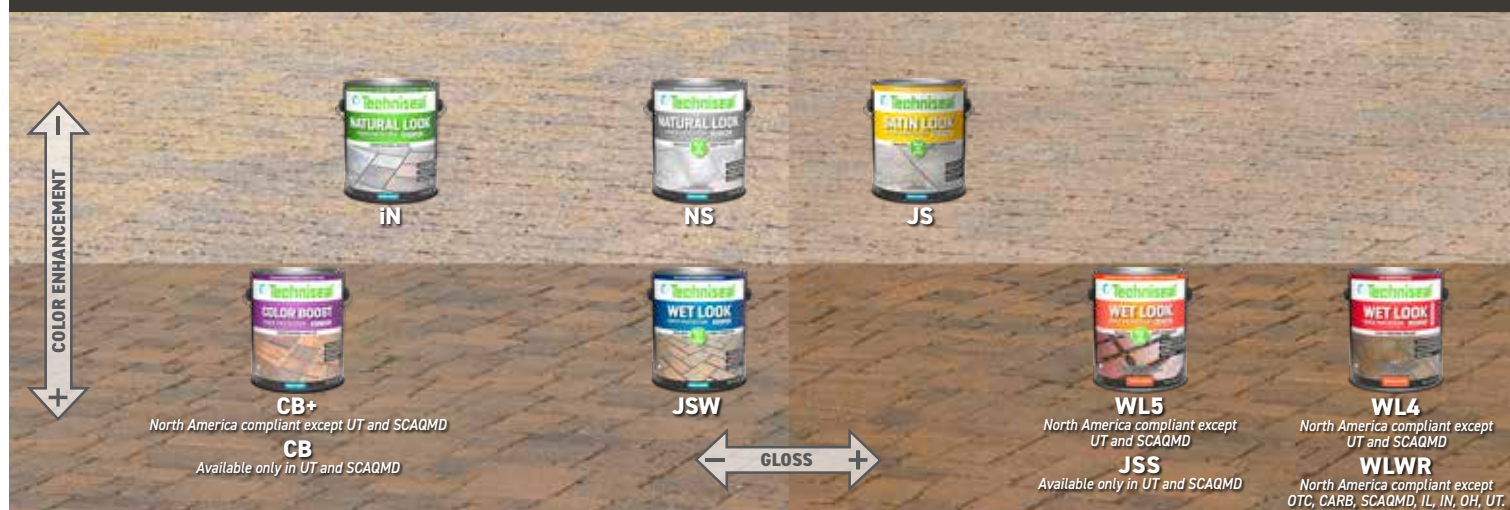 Techniseal
NATURAL LOOK
iN
Techniseal
NATURAL LOOK
NS
Techniseal
SATIN LOOK
JS
COLOR ENHANCEMENT
Techniseal
COLOR BOOST
CB+
North America compliant except UT and SCAQMD
CB
Available only in UT and SCAQMD
Techniseal
WET LOOK
JSW
GLOSS
Techniseal
WET LOOK
WL5
North America compliant except
UT and SCAQMD
JSS
Available only in UT and SCAQMD
Techniseal
WET LOOK
WL4
North America compliant except
UT and SCAQMD
WLWR
North America compliant except
OTC, CARB, SCAQMD, IL, IN, OH, UT.